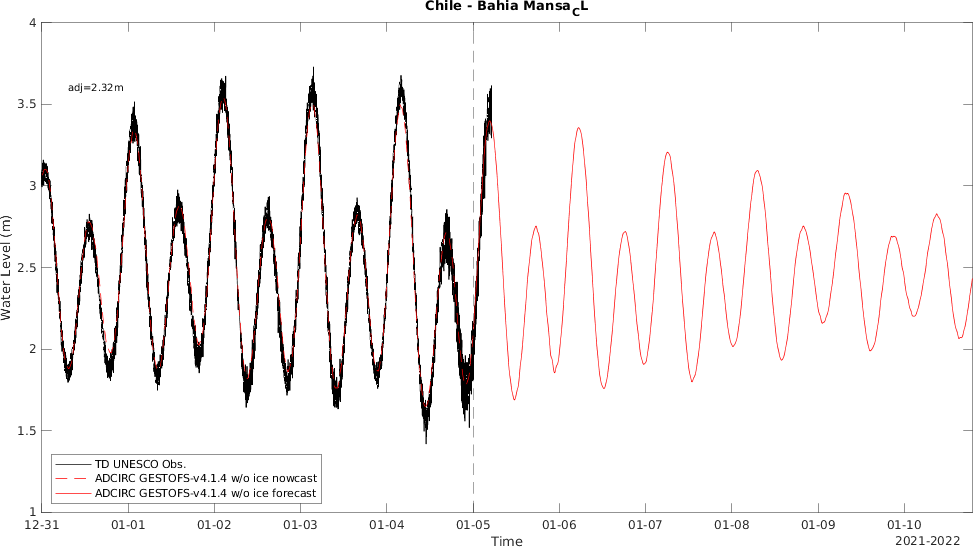 Chile - Bahia Mansa_CL
adj=2.32m
Water Level (m)
4
3.5
3
2.5
2
1.5
1
TD UNESCO Obs.
ADCIRC GESTOFS-v4.1.4 w/o ice nowcast
ADCIRC GESTOFS-v4.1.4 w/o ice forecast
12-31 01-01 01-02 01-03 01-04 01-05 01-06 01-07 01-08 01-09 01-10
Time
2021-2022